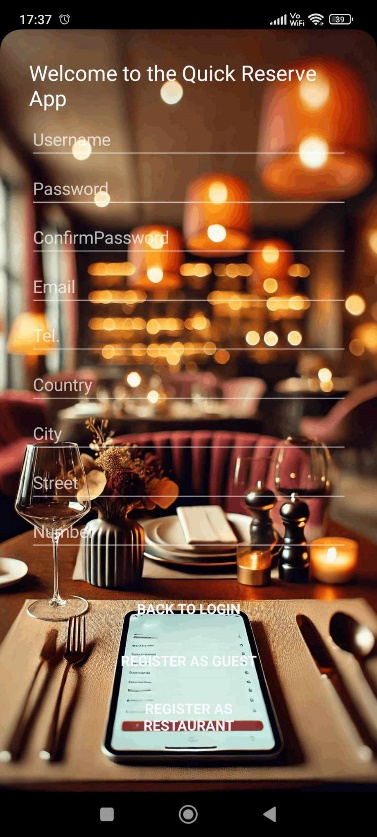 17:37
Vo
WiFi
39
Welcome to the Quick Reserve
App
Username
Password
ConfirmPassword
Email
Tel.
Country
City
Street
Number
BACK TO LOGIN
REGISTER AS GUEST
REGISTER AS
RESTAURANT